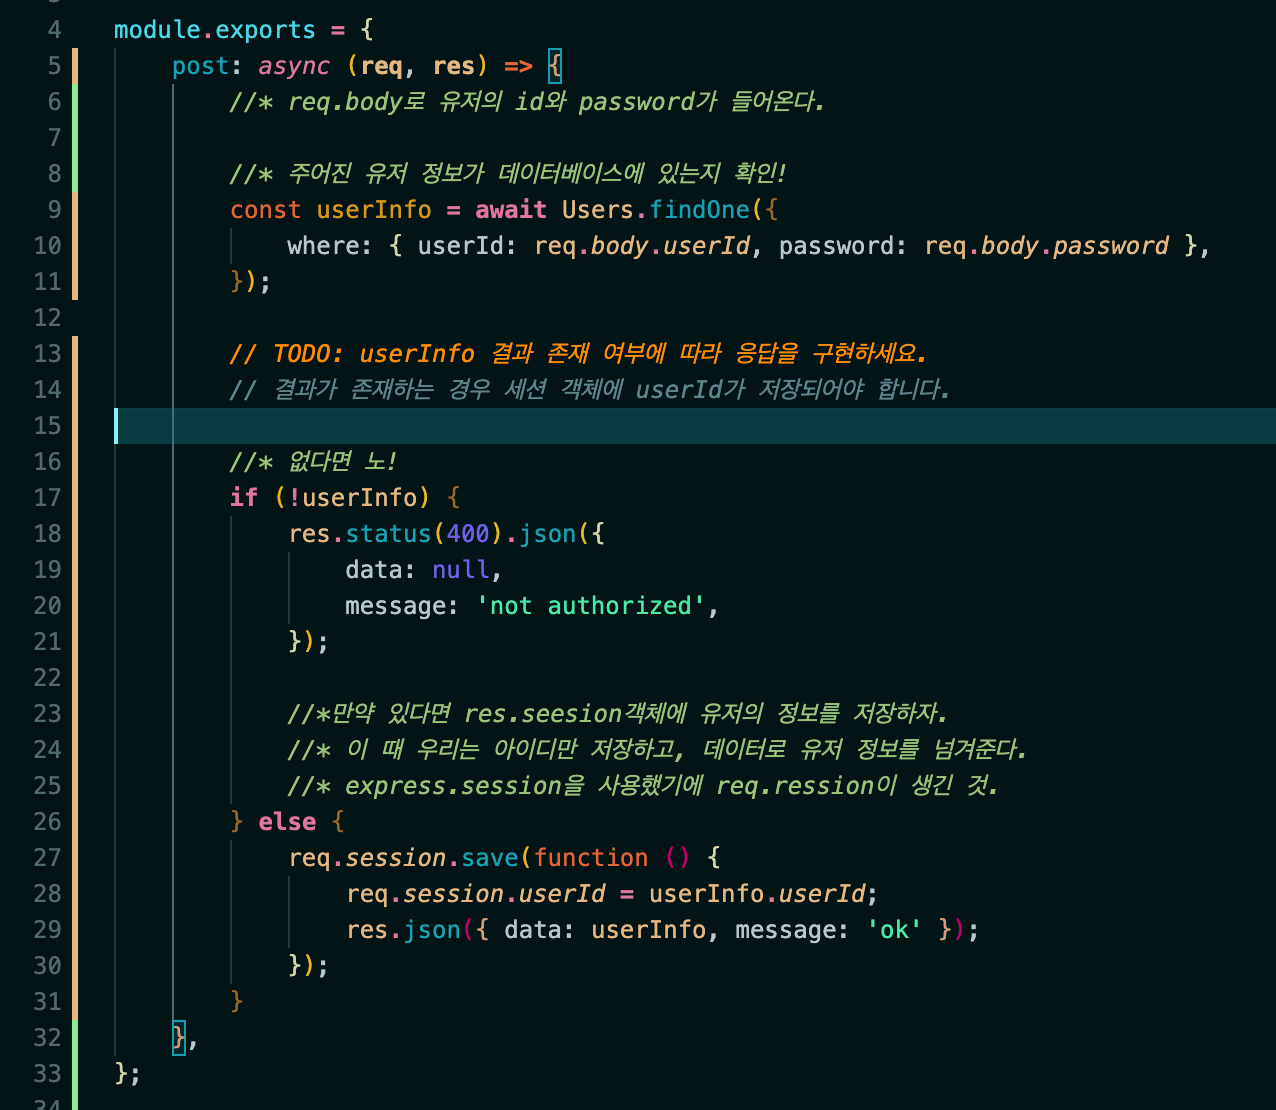 4 module.exports = {
5 post: async (req, res) => {
6 //* req.body로 유저의 id와 password가 들어온다.
7
8 //* 주어진 유저 정보가 데이터베이스에 있는지 확인!
9 const userInfo = await Users.findOne({
10 where: { userId: req.body.userId, password: req.body.password },
11 });
12
13 // TODO: userInfo 결과 존재 여부에 따라 응답을 구현하세요.
14 // 결과가 존재하는 경우 세션 객체에 userId가 저장되어야 합니다.
15
16 //* 없다면 노!
17 if (!userInfo) {
18 res.status(400).json({
19 data: null,
20 message: 'not authorized',
21 });
22
23 //*만약 있다면 res.seesion객체에 유저의 정보를 저장하자.
24 //* 이 때 우리는 아이디만 저장하고, 데이터로 유저 정보를 넘겨준다.
25 //* express.session을 사용했기에 req.ression이 생긴 것.
26 } else {
27 req.session.save(function () {
28 req.session.userId = userInfo.userId;
29 res.json({ data: userInfo, message: 'ok' });
30 });
31 }
32 },
33 };
34